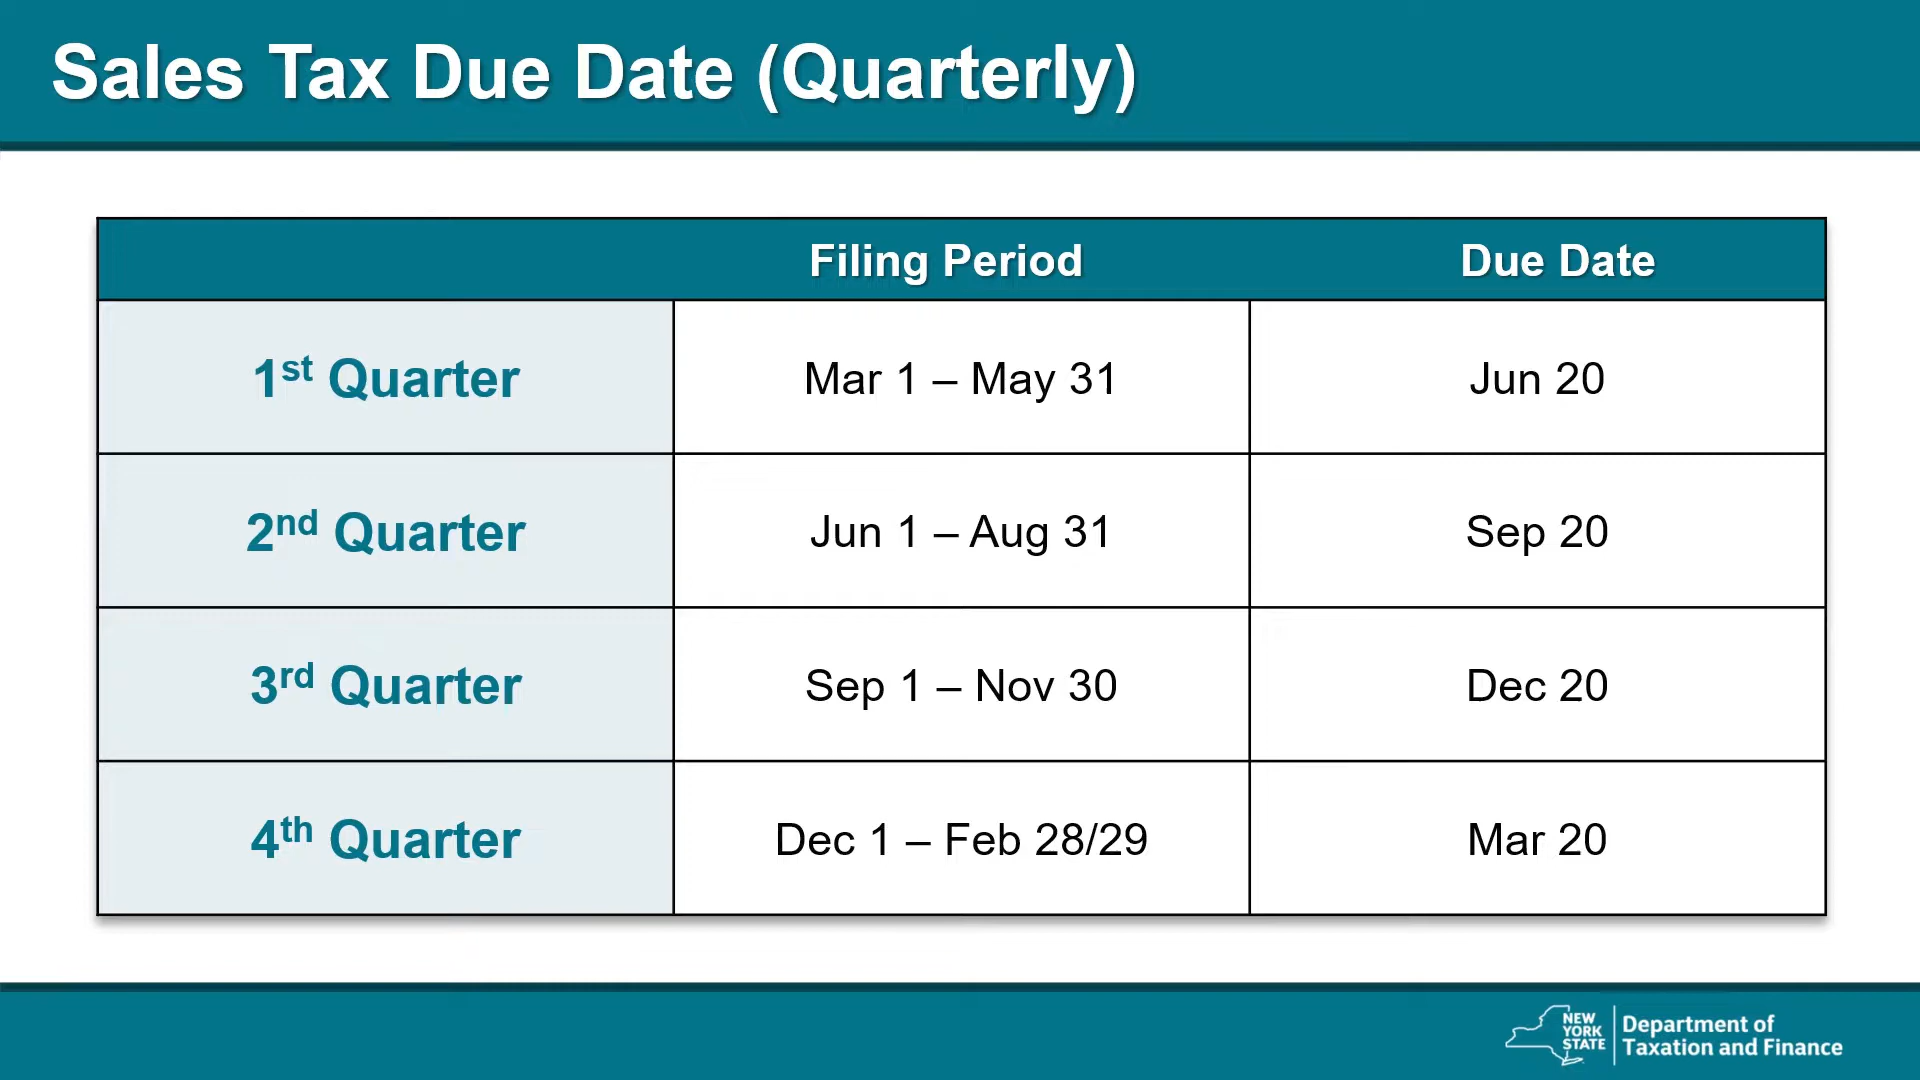 Sales Tax Due Date (Quarterly)
Filing Period Due Date
1st Quarter Mar 1 – May 31 Jun 20
2nd Quarter Jun 1 – Aug 31 Sep 20
3rd Quarter Sep 1 – Nov 30 Dec 20
4th Quarter Dec 1 – Feb 28/29 Mar 20
NEW
YORK
STATE
Department of
Taxation and Finance